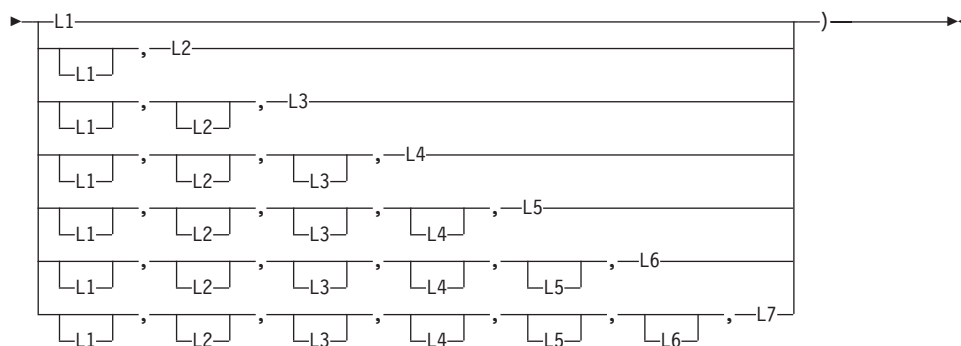 L1 )
, L2
L1
, , L3
L1 L2
, , , L4
L1 L2 L3
, , , , L5
L1 L2 L3 L4
, , , , , L6
L1 L2 L3 L4 L5
, , , , , , L7
L1 L2 L3 L4 L5 L6